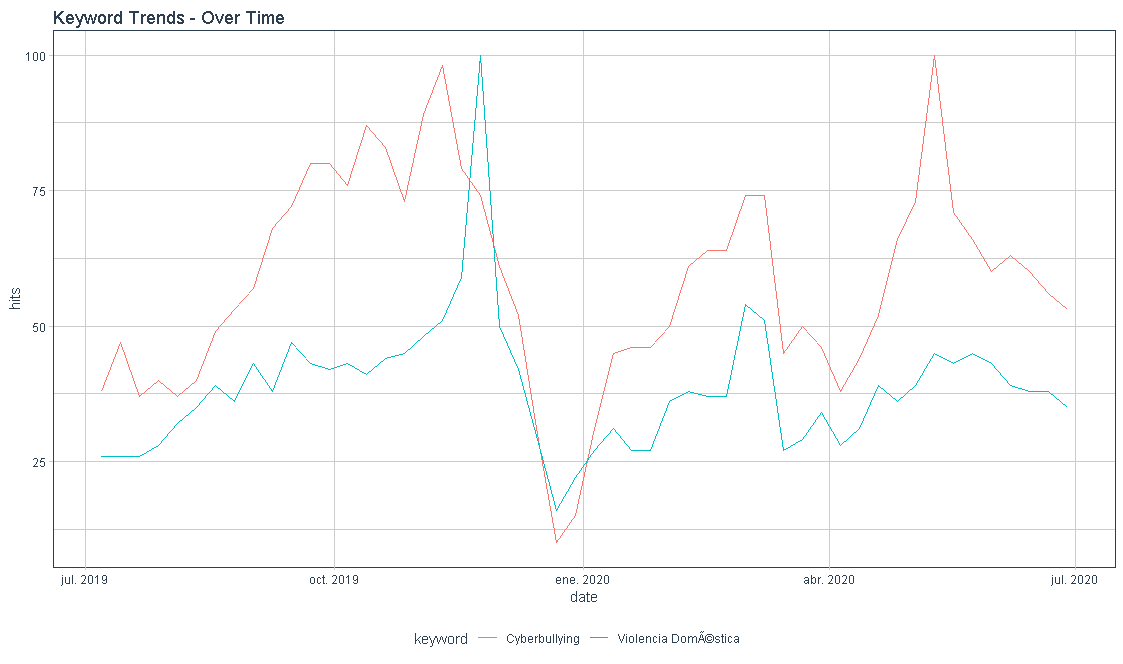 Keyword Trends - Over Time
100
75
50
25
hits
jul. 2019 oct. 2019 ene. 2020 abr. 2020 jul. 2020
date
keyword Cyberbullying Violencia DomÃ©stica